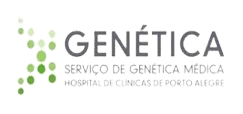 GENÉTICA
SERVIÇO DE GENÉTICA MÉDICA
HOSPITAL DE CLÍNICAS DE PORTO ALEGRE